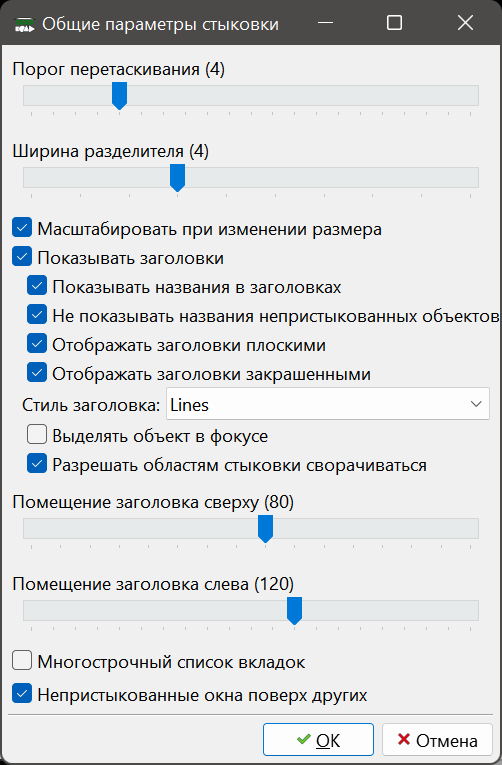 Общие параметры стыковки
Порог перетаскивания (4)
Ширина разделителя (4)
Масштабировать при изменении размера
Показывать заголовки
Показывать названия в заголовках
Не показывать названия непристыкованных объектов
Отображать заголовки плоскими
Отображать заголовки закрашенными
Стиль заголовка: Lines
Выделять объект в фокусе
Разрешать областям стыковки сворачиваться
Помещение заголовка сверху (80)
Помещение заголовка слева (120)
Многострочный список вкладок
Непристыкованные окна поверх других
OK Отмена